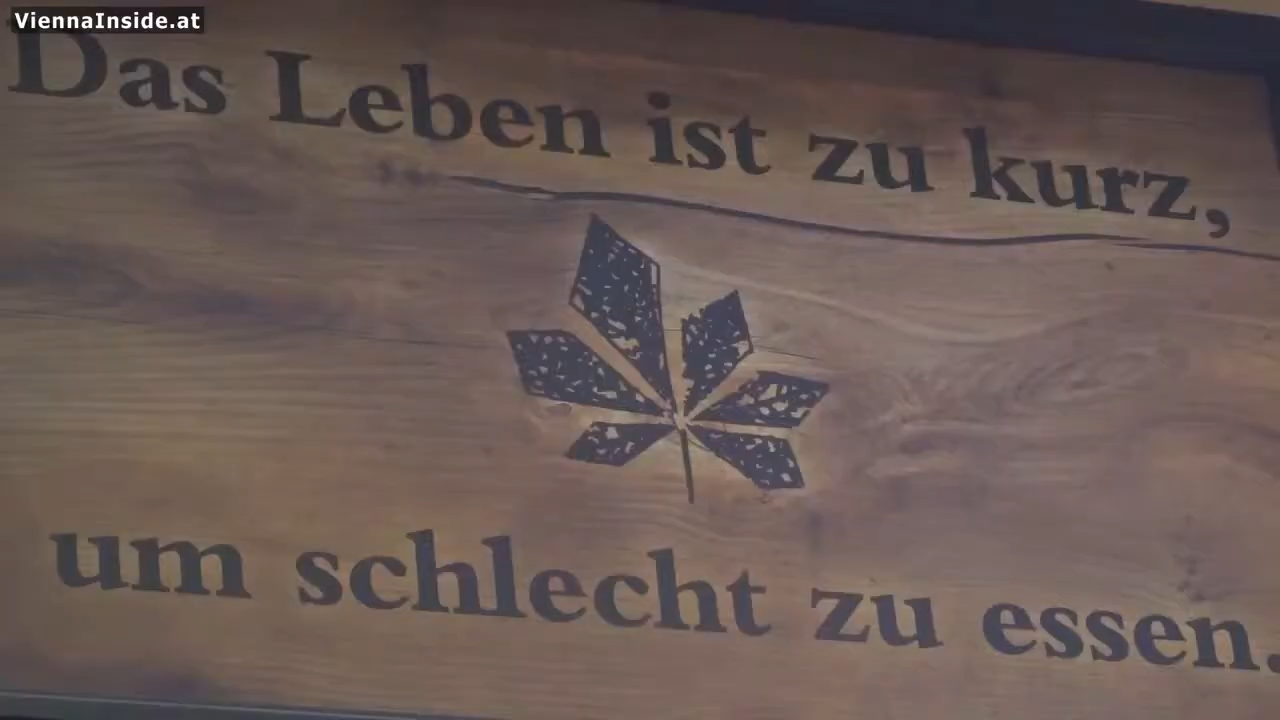 ViennaInside.at
Das Leben ist zu kurz,
um schlecht zu essen.